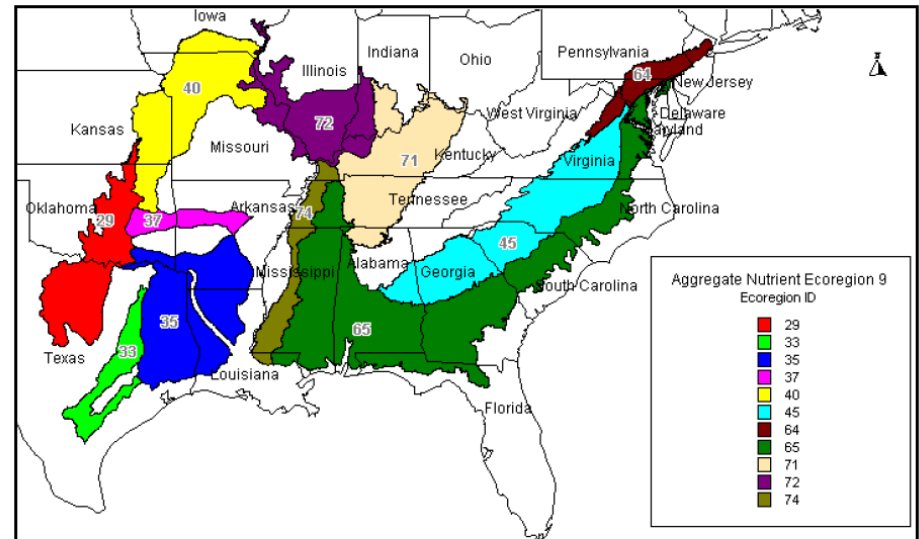 Iowa
Indiana
Ohio
Pennsylvania
Illinois
64
New Jersey
40
West Virginia
Delaware
Kansas
72
aryland
Missouri
71
Kentucky
Virginia
Oklahoma
Arkansas
Tennessee
29
37
74
North Carolina
45
Mississippi
Alabama
Georgia
South Carolina
35
65
33
Texas
Louisiana
Florida
Aggregate Nutrient Ecoregion 9
Ecoregion ID
29
33
35
37
40
45
64
65
71
72
74